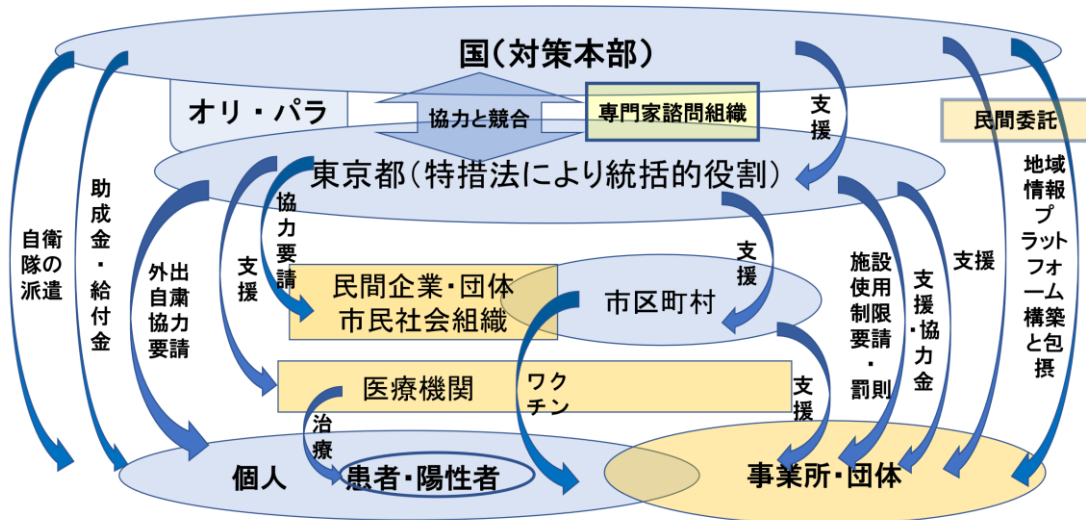 国(対策本部)
オリ・パラ
協力と競合
専門家諮問組織
支援
民間委託
東京都(特措法により統括的役割)
自衛
隊の
派遣
助成金・給付金
外出
自粛
協力
要請
支援
協力要請
民間企業・団体
市民社会組織
市区町村
支援
施設
使用
制限
要請
・
罰則
支援・協力金
支援
地域
情報
プ
ラット
フォ
ーム
構築
と包
摂
医療機関
ワク
チン
支援
治療
個人
患者・陽性者
事業所・団体